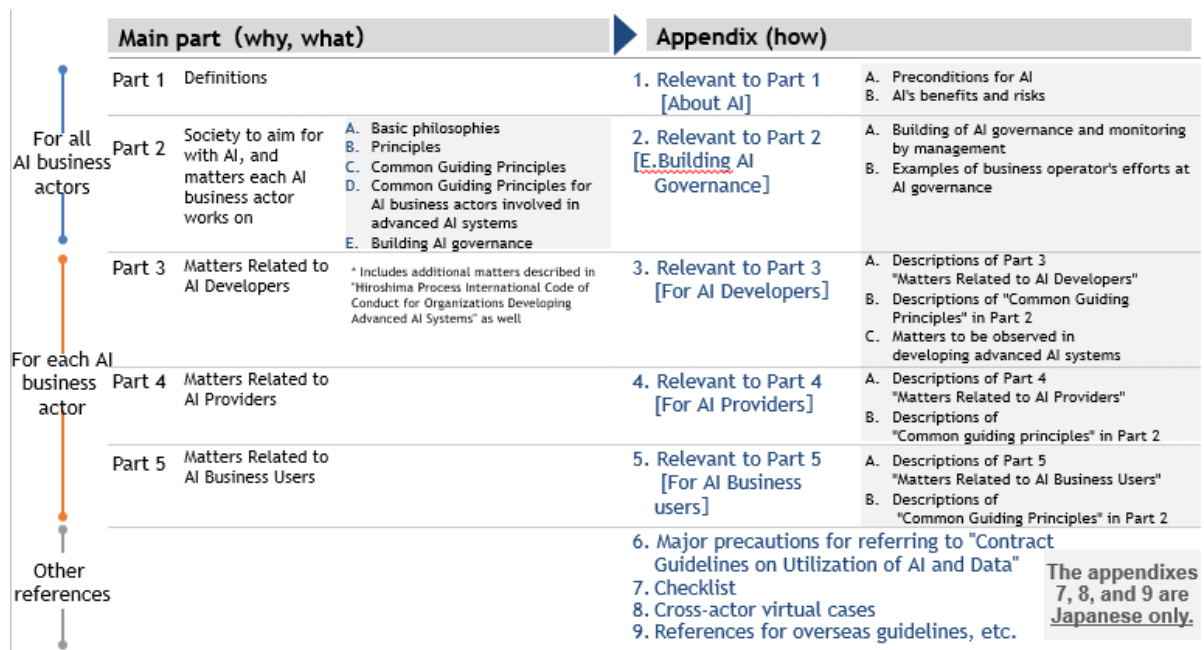 Main part（why, what）
Appendix (how)
For all
AI business
actors
Part 1
Definitions
1. Relevant to Part 1
[About AI]
A. Preconditions for AI
B. AI's benefits and risks
Part 2
Society to aim for
with AI, and
matters each AI
business actor
works on
A. Basic philosophies
B. Principles
C. Common Guiding Principles
D. Common Guiding Principles for
AI business actors involved in
advanced AI systems
E. Building AI governance
2. Relevant to Part 2
[E.Building AI
Governance]
A. Building of AI governance and monitoring
by management
B. Examples of business operator's efforts at
AI governance
For each AI
business
actor
Part 3
Matters Related to
AI Developers
* Includes additional matters described in
"Hiroshima Process International Code of
Conduct for Organizations Developing
Advanced AI Systems" as well
3. Relevant to Part 3
[For AI Developers]
A. Descriptions of Part 3
"Matters Related to AI Developers"
B. Descriptions of "Common Guiding
Principles" in Part 2
C. Matters to be observed in
developing advanced AI systems
Part 4
Matters Related to
AI Providers
4. Relevant to Part 4
[For AI Providers]
A. Descriptions of Part 4
"Matters Related to AI Providers"
B. Descriptions of
"Common guiding principles" in Part 2
Part 5
Matters Related to
AI Business Users
5. Relevant to Part 5
[For AI Business
users]
A. Descriptions of Part 5
"Matters Related to AI Business Users"
B. Descriptions of
"Common Guiding Principles" in Part 2
Other
references
6. Major precautions for referring to "Contract
Guidelines on Utilization of AI and Data"
7. Checklist
8. Cross-actor virtual cases
9. References for overseas guidelines, etc.
The appendixes
7, 8, and 9 are
Japanese only.